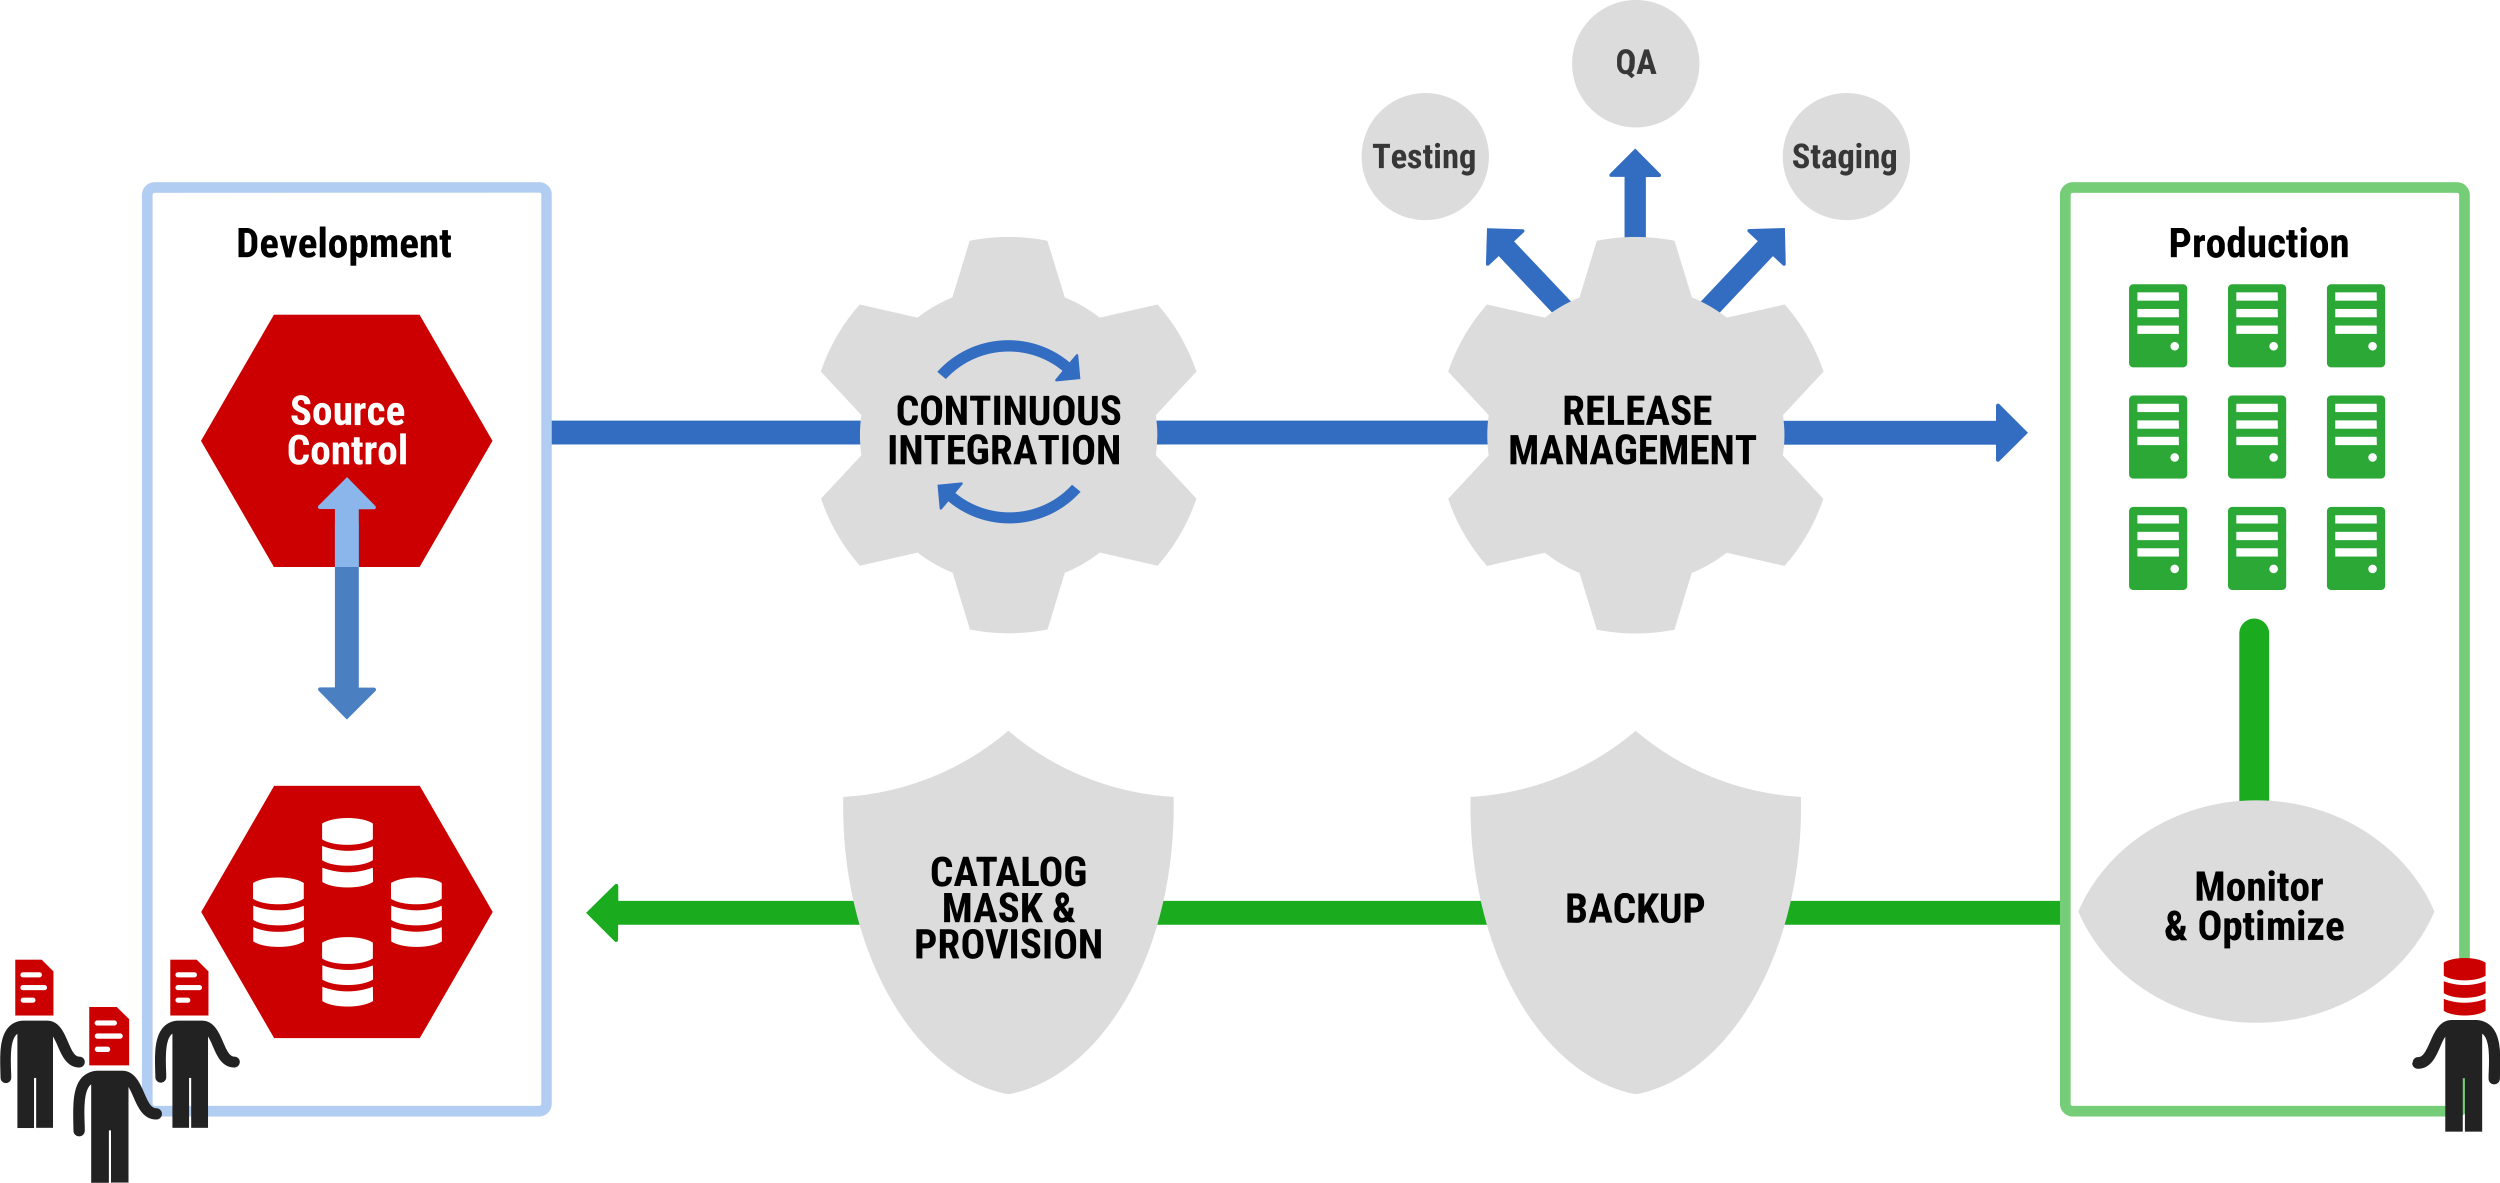 QA
Testing
Staging
Development
Production
Source
Control
CONTINUOUS
INTEGRATION
RELEASE
MANAGEMENT
CATALOG
MASK &
PROVISION
BACKUP
Monitor
& Optimize